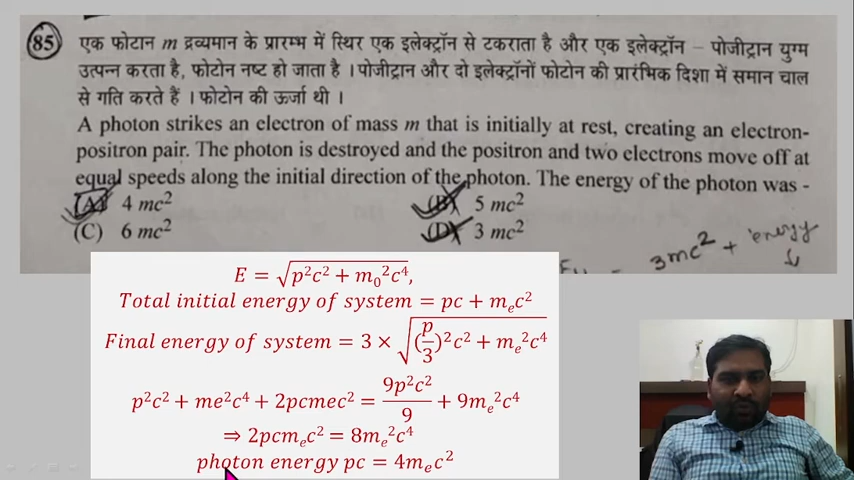 85 एक फोटान m द्रव्यमान के प्रारम्भ में स्थिर एक इलेक्ट्रॉन से टकराता है और एक इलेक्ट्रॉन – पोजीट्रान युग्म
उत्पन्न करता है, फोटोन नष्ट हो जाता है । पोजीट्रान और दो इलेक्ट्रॉनों फोटोन की प्रारंभिक दिशा में समान चाल
से गति करते हैं । फोटोन की ऊर्जा थी ।
A photon strikes an electron of mass m that is initially at rest, creating an electron-
positron pair. The photon is destroyed and the positron and two electrons move off at
equal speeds along the initial direction of the photon. The energy of the photon was -
(A) 4 mc² (B) 5 mc²
(C) 6 mc² (D) 3 mc²
3mc² + energy
E = √(p²c² + m₀²c⁴),
Total initial energy of system = pc + mₑc²
Final energy of system = 3 × √((p/3)²c² + mₑ²c⁴)
p²c² + me²c⁴ + 2pcmec² = 9p²c²/9 + 9mₑ²c⁴
⇒ 2pcmₑc² = 8mₑ²c⁴
photon energy pc = 4mₑc²